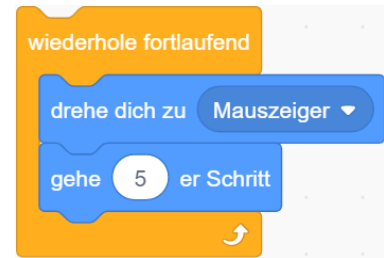 wiederhole fortlaufend
drehe dich zu Mauszeiger
gehe 5 er Schritt